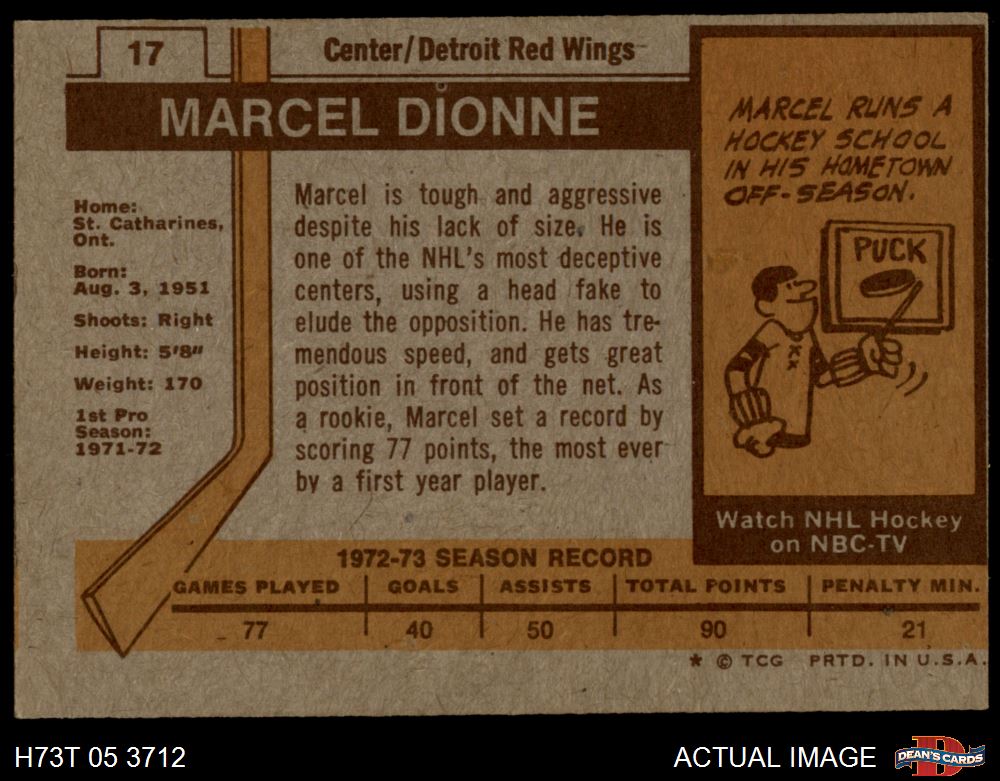 17
Center/Detroit Red Wings
MARCEL DIONNE
Home:
St. Catharines,
Ont.
Born:
Aug. 3, 1951
Shoots: Right
Height: 5'8"
Weight: 170
1st Pro
Season:
1971-72
Marcel is tough and aggressive
despite his lack of size. He is
one of the NHL's most deceptive
centers, using a head fake to
elude the opposition. He has tre-
mendous speed, and gets great
position in front of the net. As
a rookie, Marcel set a record by
scoring 77 points, the most ever
by a first year player.
MARCEL RUNS A
HOCKEY SCHOOL
IN HIS HOMETOWN
OFF-SEASON.
PUCK
Watch NHL Hockey
on NBC-TV
1972-73 SEASON RECORD
GAMES PLAYED GOALS ASSISTS TOTAL POINTS PENALTY MIN.
77 40 50 90 21
* © TCG PRTD. IN U.S.A.
H73T 05 3712 ACTUAL IMAGE DEAN'S CARDS